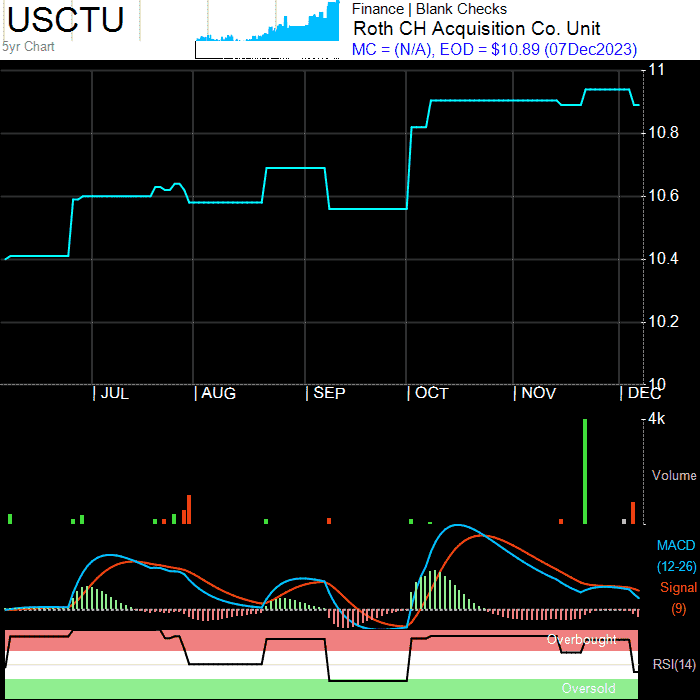 USCTU
5yr Chart
Finance | Blank Checks
Roth CH Acquisition Co. Unit
MC = (N/A), EOD = $10.89 (07Dec2023)
11
10.8
10.6
10.4
10.2
10
JUL AUG SEP OCT NOV DEC
4k
Volume
MACD
(12-26)
Signal
(9)
Overbought
RSI(14)
Oversold